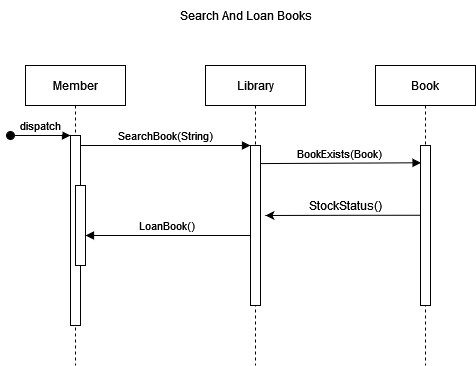 Search And Loan Books
Member
Library
Book
dispatch
SearchBook(String)
BookExists(Book)
StockStatus()
LoanBook()